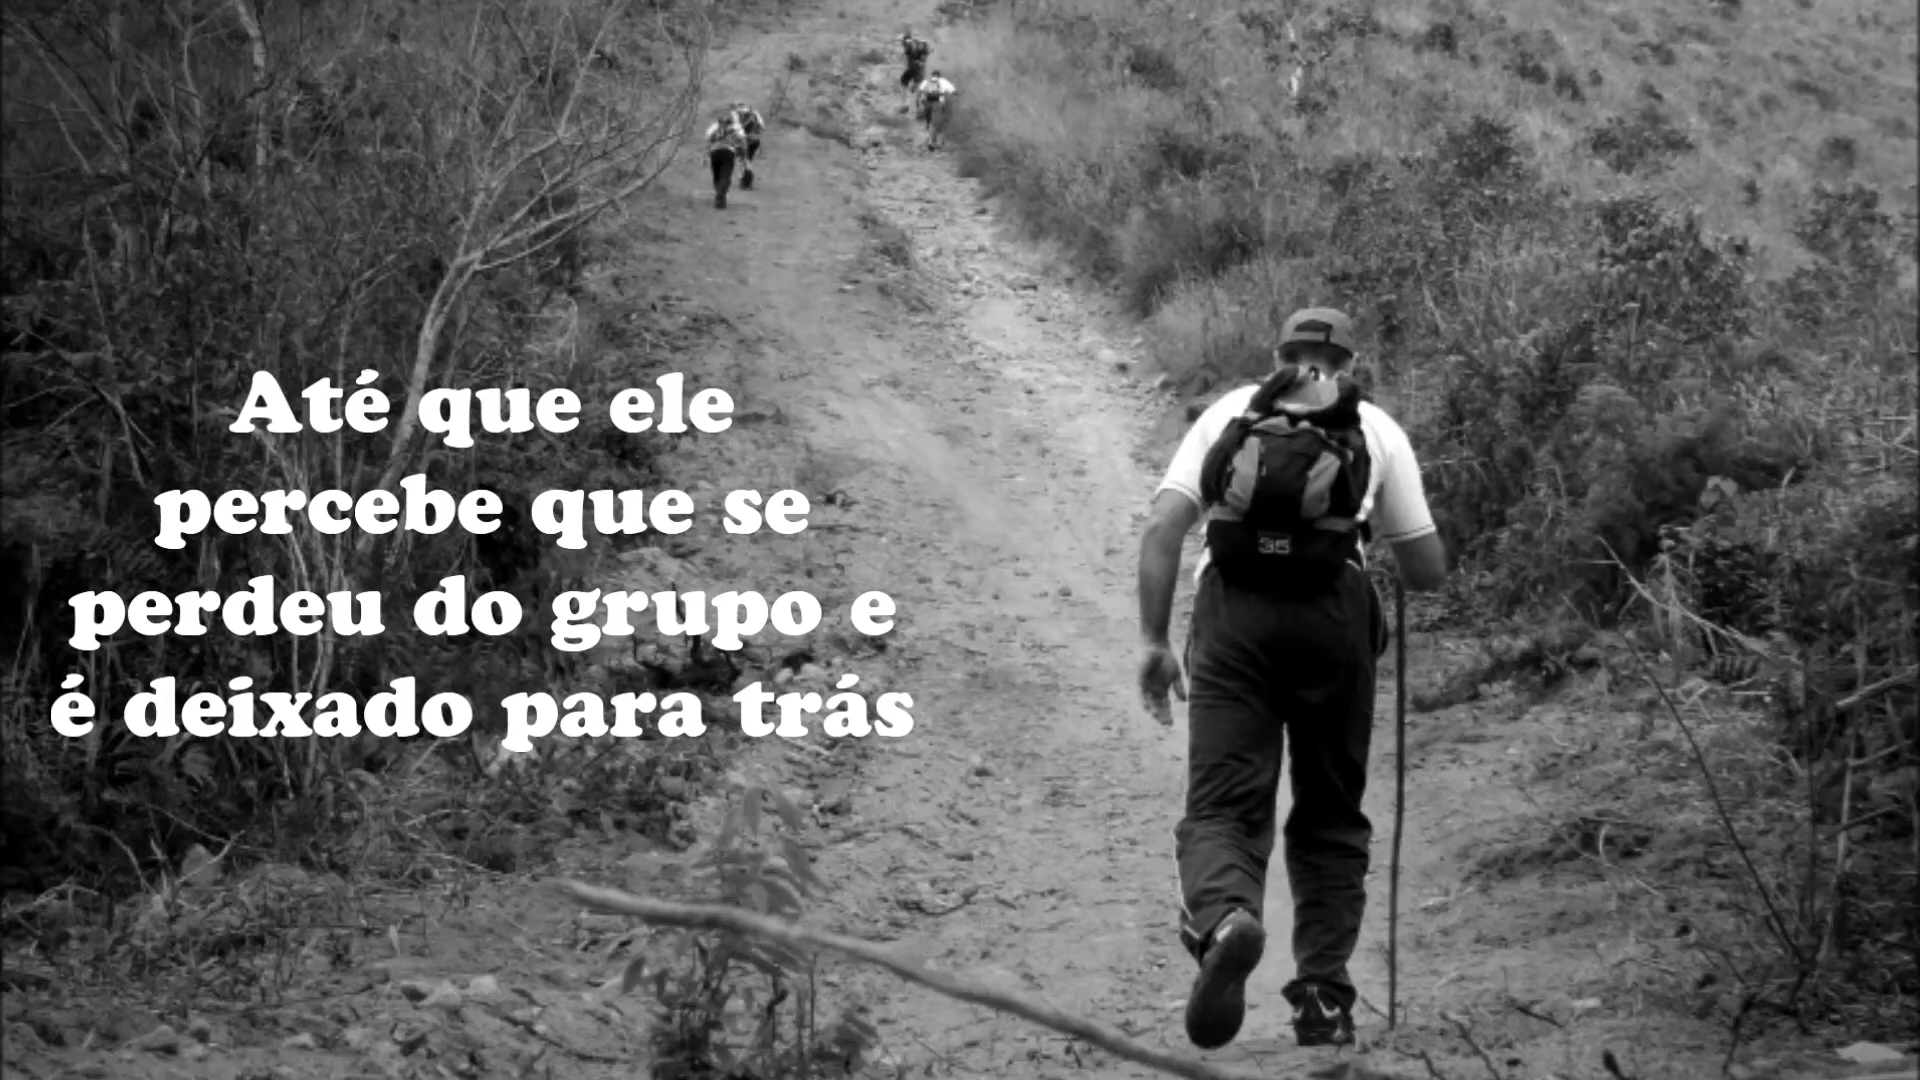 Até que ele
percebe que se
perdeu do grupo e
é deixado para trás
35